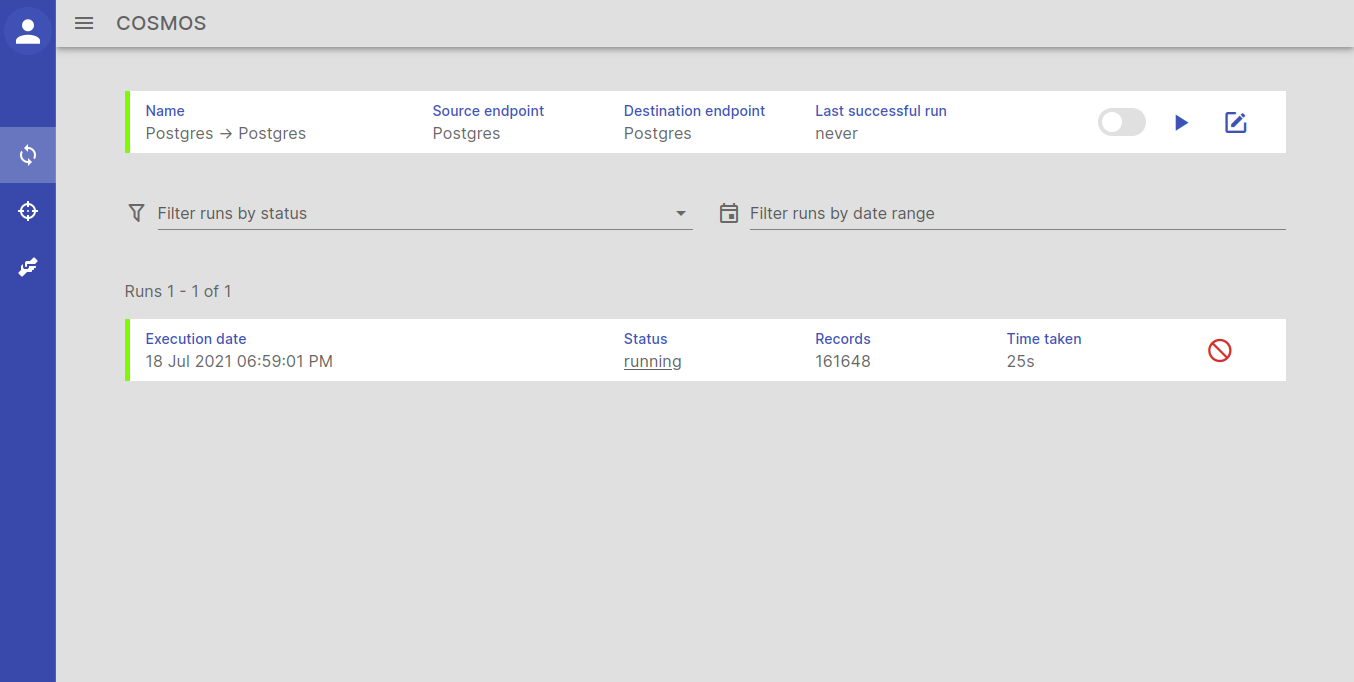 COSMOS
Name Source endpoint Destination endpoint Last successful run
Postgres → Postgres Postgres Postgres never
Filter runs by status Filter runs by date range
Runs 1 - 1 of 1
Execution date Status Records Time taken
18 Jul 2021 06:59:01 PM running 161648 25s